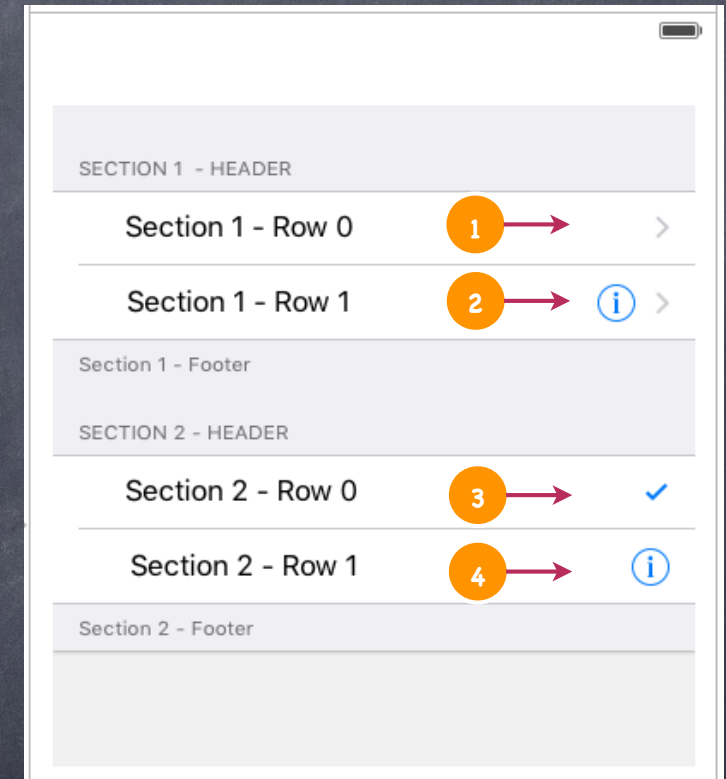 SECTION 1 - HEADER
Section 1 - Row 0 1
Section 1 - Row 1 2 i
Section 1 - Footer
SECTION 2 - HEADER
Section 2 - Row 0 3
Section 2 - Row 1 4 i
Section 2 - Footer